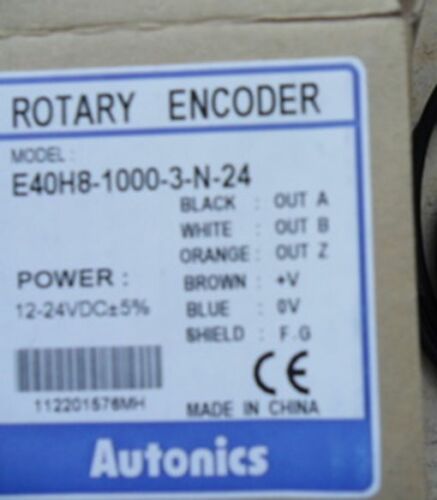 ROTARY ENCODER
MODEL :
E40H8-1000-3-N-24
BLACK : OUT A
WHITE : OUT B
ORANGE : OUT Z
POWER :
BROWN : +V
12-24VDC±5%
BLUE : 0V
SHIELD : F.G
CE
112201576MH
MADE IN CHINA
Autonics